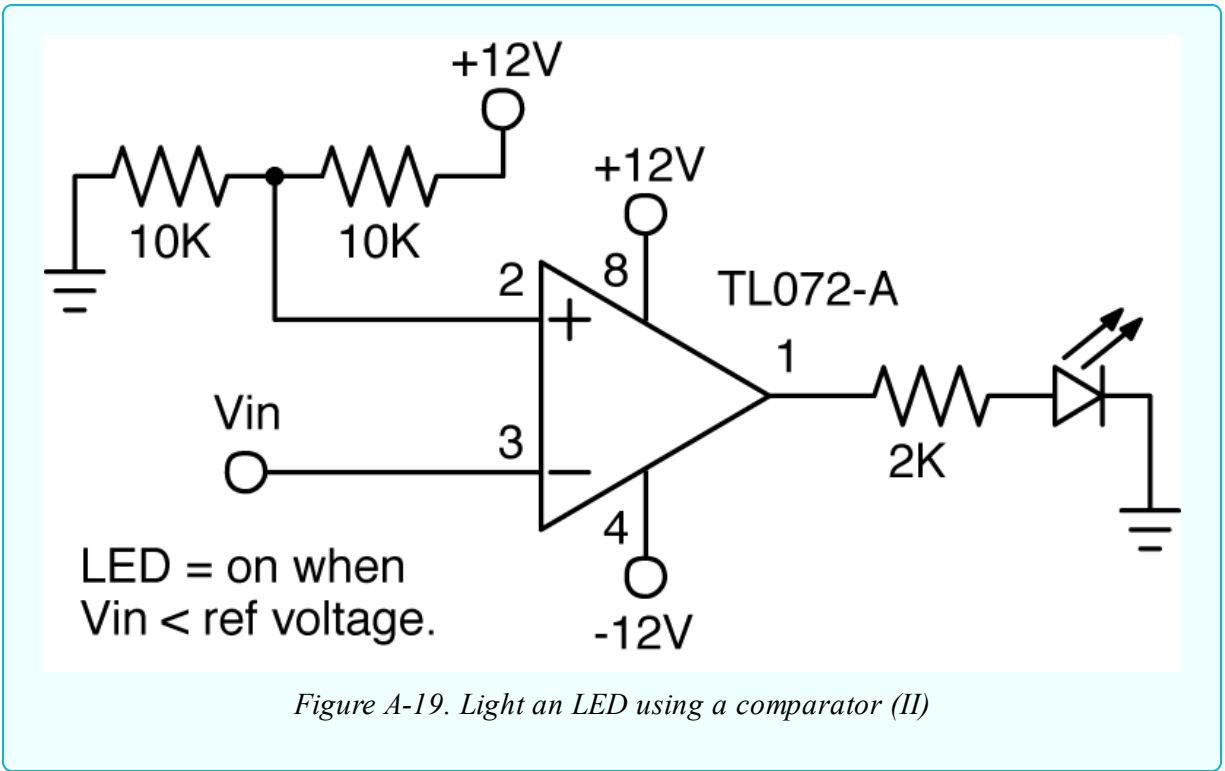 +12V
+12V
10K
10K
2
8
TL072-A
+
1
Vin
3
−
2K
4
LED = on when
Vin < ref voltage.
-12V
Figure A-19. Light an LED using a comparator (II)